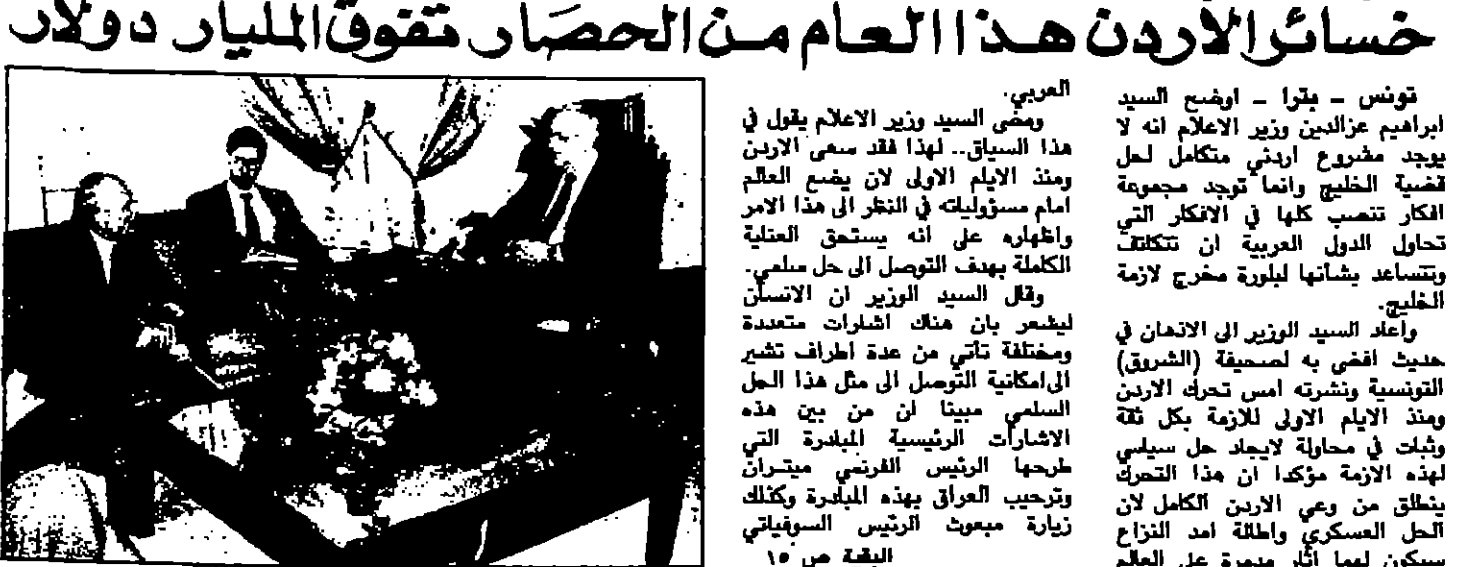 خسائر الأردن هذا العام من الحصار تفوق المليار دولار
تونس - بترا - اوضح السيد
ابراهيم عزالدين وزير الاعلام انه لا
يوجد مشروع اردني متكامل لحل
قضية الخليج وانما توجد مجموعة
افكار تنصب كلها في الافكار التي
تحاول الدول العربية ان تتكاتف
وتتساعد بشانها لبلورة مخرج لازمة
الخليج.
واعاد السيد الوزير الى الاذهان في
حديث افضى به لصحيفة (الشروق)
التونسية ونشرته امس تحرك الاردن
ومنذ الايام الاولى للازمة بكل ثقة
وثبات في محاولة لايجاد حل سياسي
لهذه الازمة مؤكدا ان هذا التحرك
ينطلق من وعي الاردن الكامل لان
الحل العسكري واطالة امد النزاع
سيكون لهما اثار مدمرة على العالم
العربي.
ومضى السيد وزير الاعلام يقول في
هذا السياق.. لهذا فقد سعى الاردن
ومنذ الايام الاولى لان يضع العالم
امام مسؤولياته في النظر الى هذا الامر
واظهاره على انه يستحق العناية
الكاملة بهدف التوصل الى حل سلمي.
وقال السيد الوزير ان الانسان
ليشعر بان هناك اشارات متعددة
ومختلفة تأتي من عدة اطراف تشير
الى امكانية التوصل الى مثل هذا الحل
السلمي مبينا ان من بين هذه
الاشارات الرئيسية المبادرة التي
طرحها الرئيس الفرنسي ميتران
وترحيب العراق بهذه المبادرة وكذلك
زيارة مبعوث الرئيس السوفياتي
البقية ص ١٥